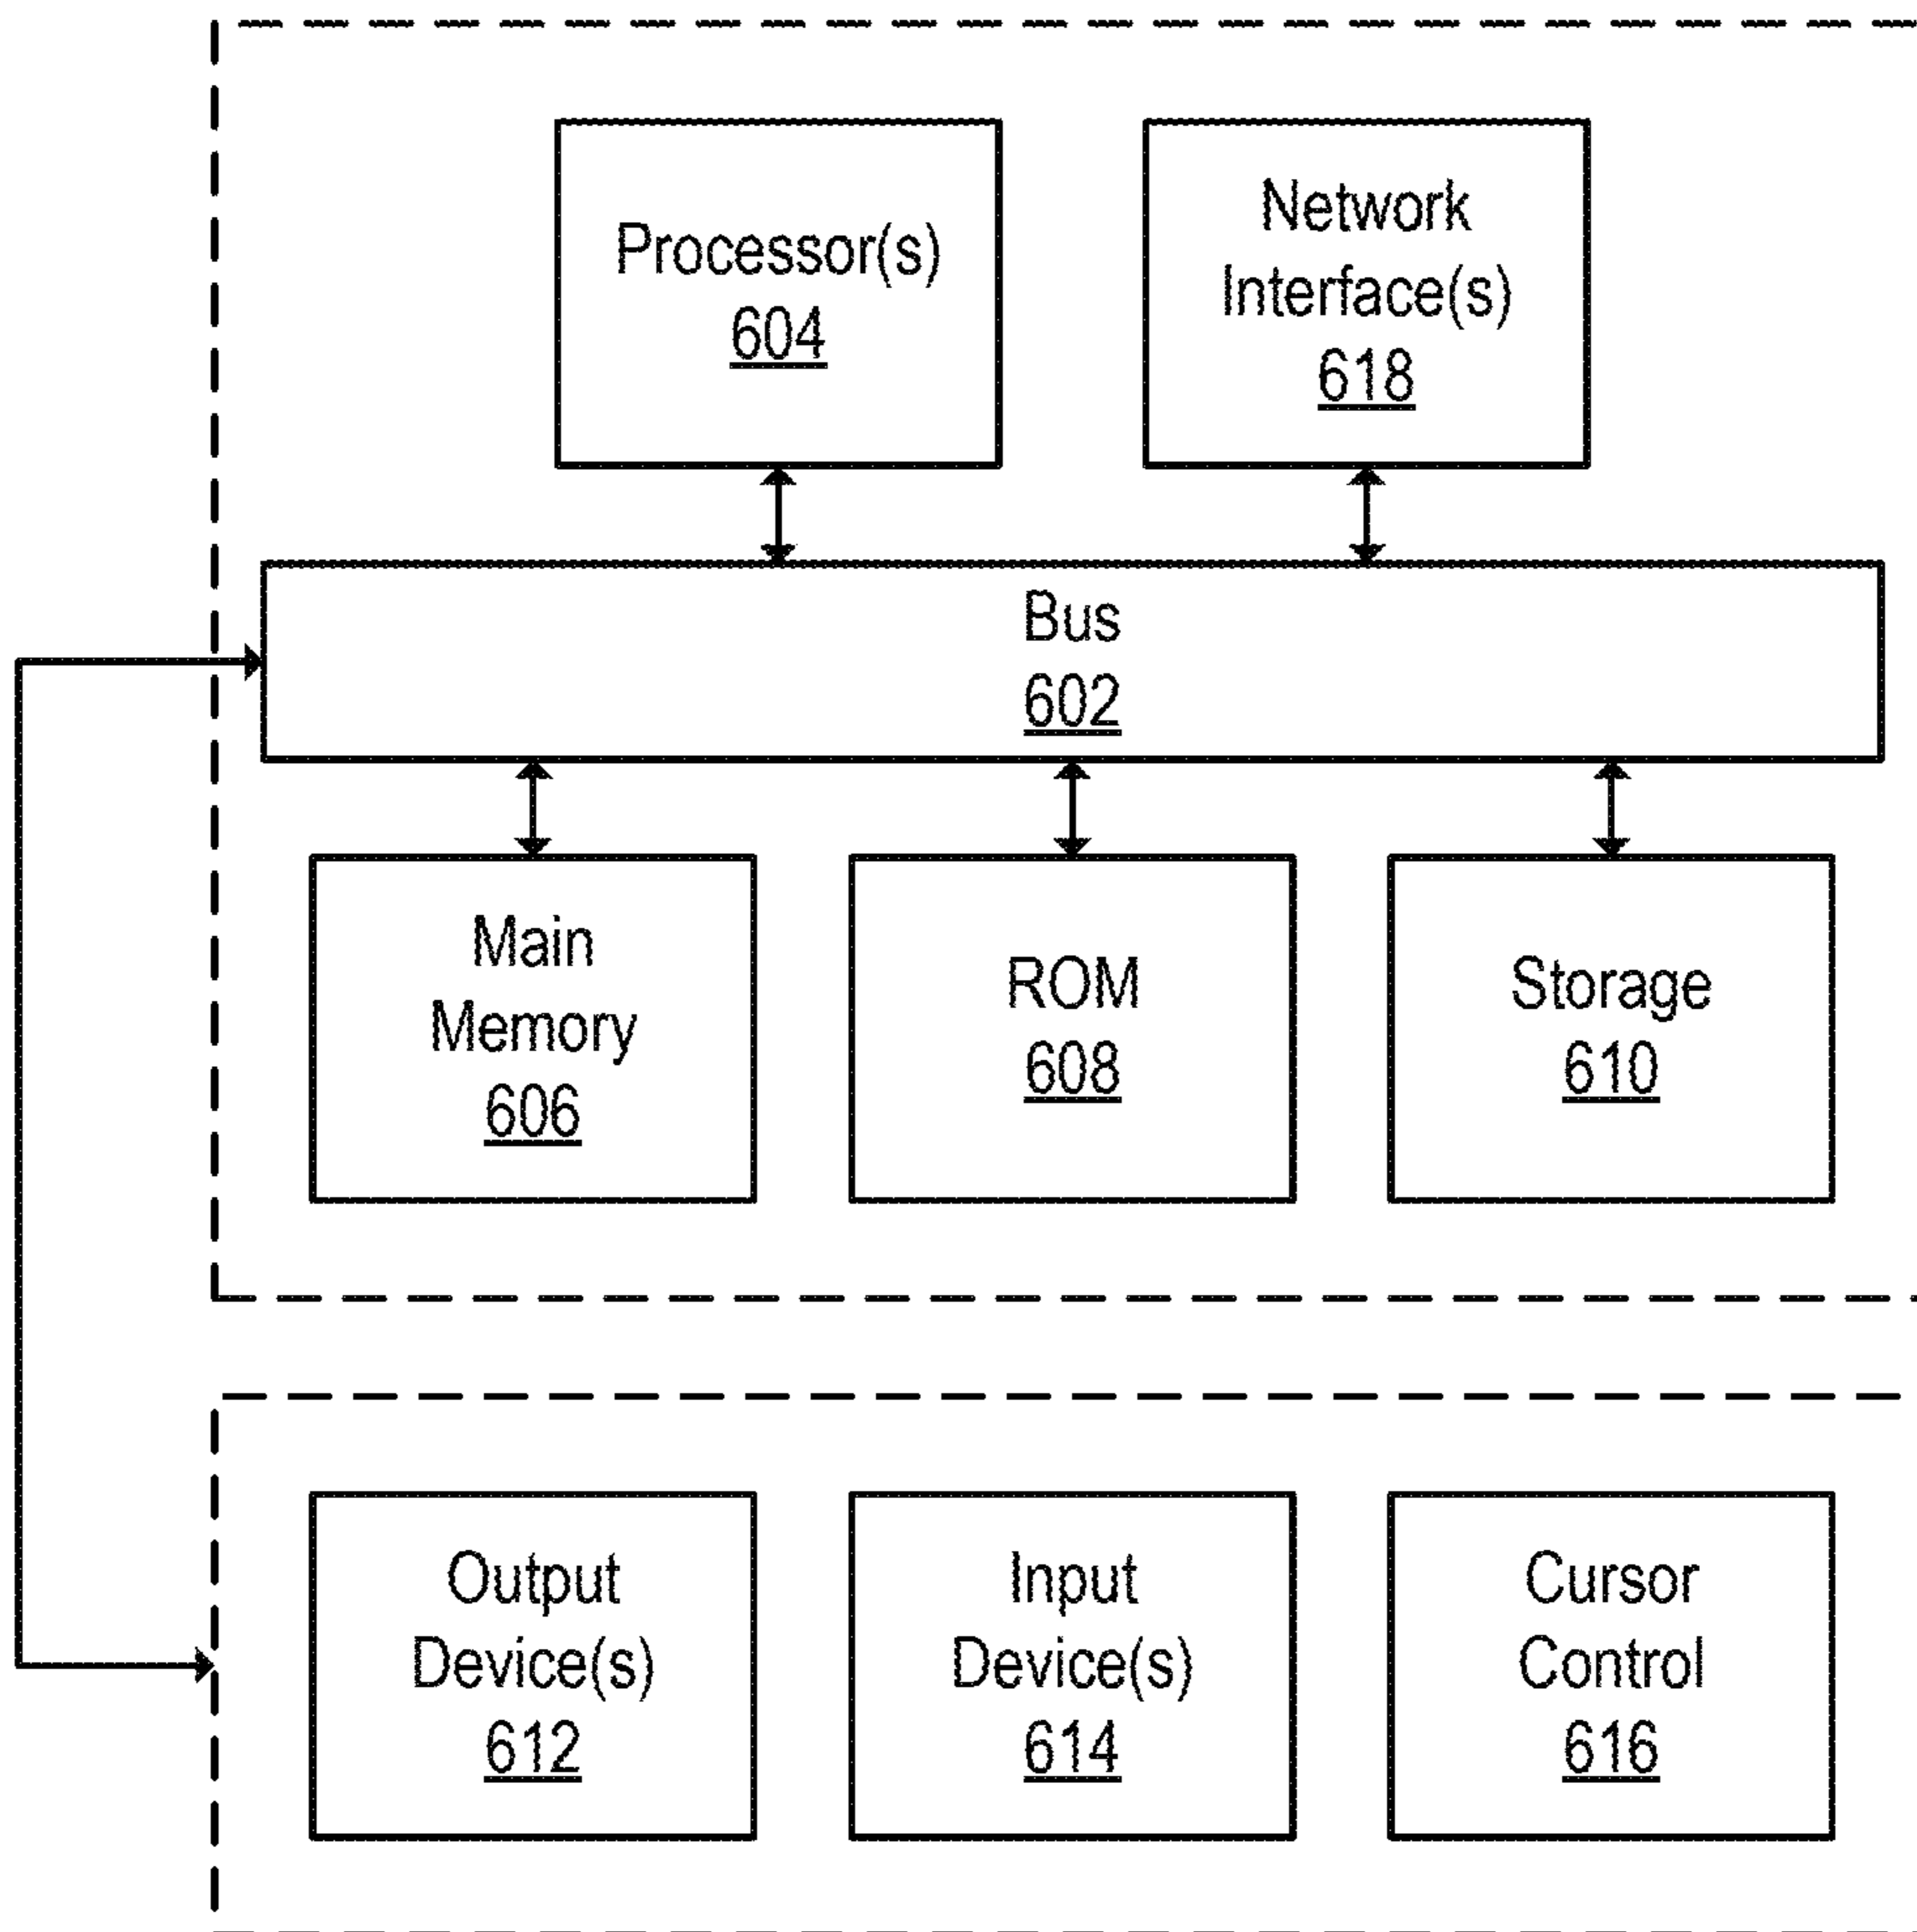 Processor(s)
604
Network
Interface(s)
618
Bus
602
Main
Memory
606
ROM
608
Storage
610
Output
Device(s)
612
Input
Device(s)
614
Cursor
Control
616